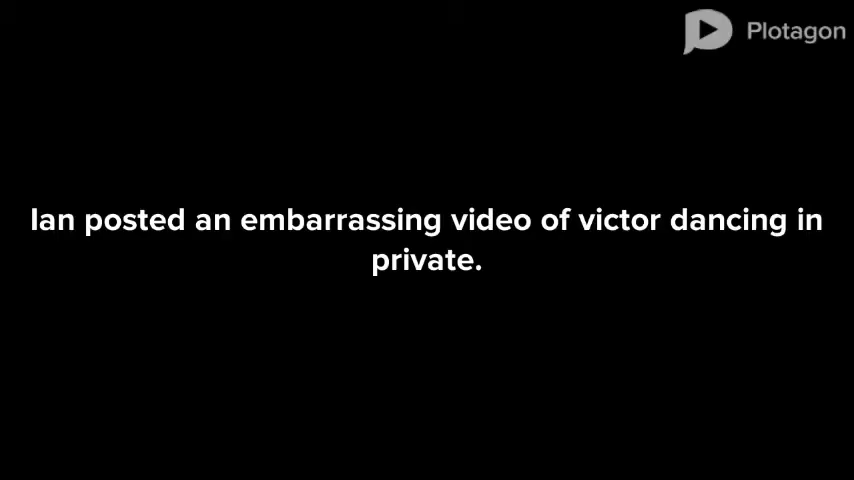 Plotagon
Ian posted an embarrassing video of victor dancing in
private.